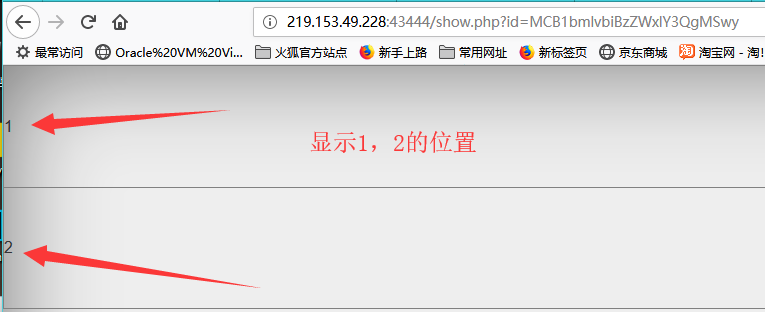 219.153.49.228:43444/show.php?id=MCB1bmlvbiBzZWxlY3QgMSwy
最常访问 Oracle%20VM%20Vi... 火狐官方站点 新手上路 常用网址 新标签页 京东商城 淘 淘宝网 - 淘!
1
显示1，2的位置
2